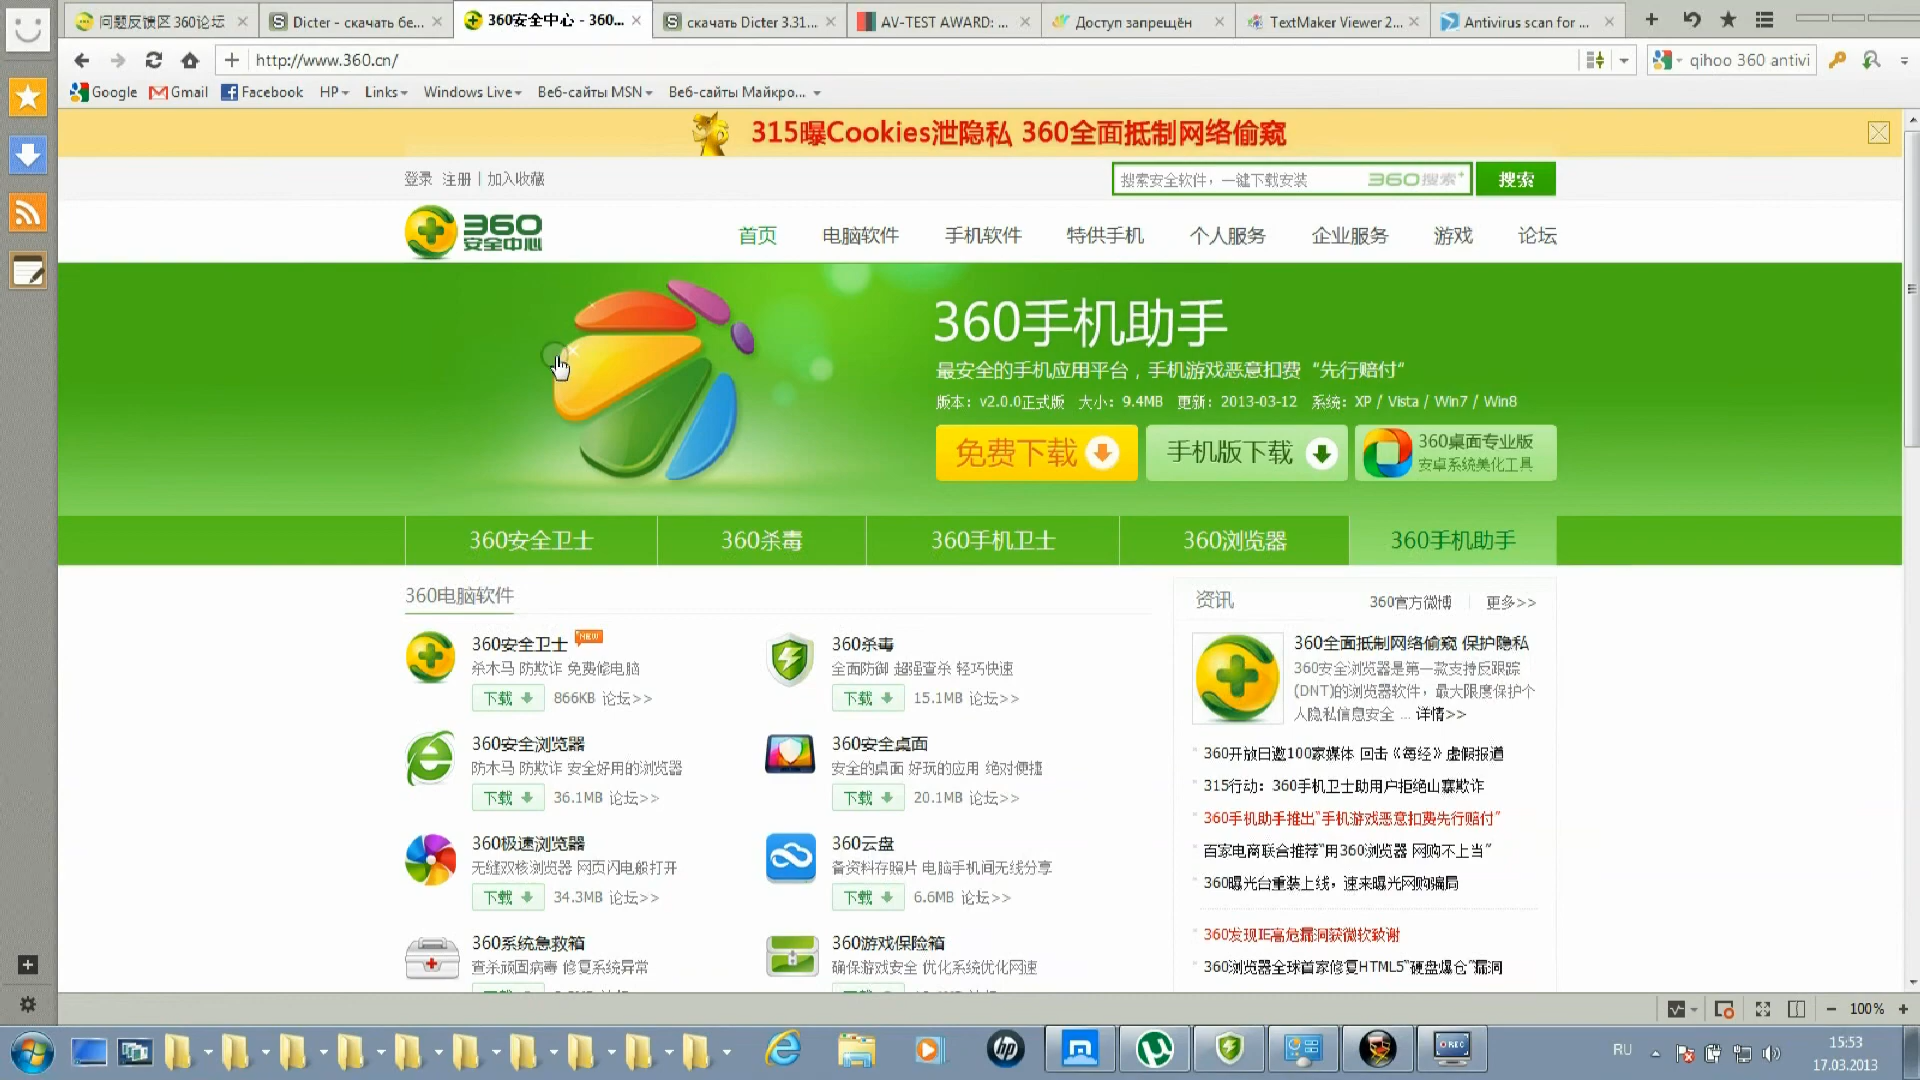 问题反馈区 360论坛
Dicter - скачать бе...
360安全中心 - 360...
скачать Dicter 3.31...
AV-TEST AWARD: ...
Доступ запрещён
TextMaker Viewer 2...
Antivirus scan for ...
http://www.360.cn/
qihoo 360 antivi
Google
Gmail
Facebook
HP
Links
Windows Live
Веб-сайты MSN
Веб-сайты Майкро...
315曝Cookies泄隐私 360全面抵制网络偷窥
登录 注册 | 加入收藏
搜索安全软件，一键下载安装
360搜索+
搜索
360
安全中心
首页
电脑软件
手机软件
特供手机
个人服务
企业服务
游戏
论坛
360手机助手
最安全的手机应用平台，手机游戏恶意扣费“先行赔付”
版本：v2.0.0正式版 大小：9.4MB 更新：2013-03-12 系统：XP / Vista / Win7 / Win8
免费下载
手机版下载
360桌面专业版
安卓系统美化工具
360安全卫士
360杀毒
360手机卫士
360浏览器
360手机助手
360电脑软件
360安全卫士 NEW
杀木马 防欺诈 免费修电脑
下载 866KB 论坛>>
360杀毒
全面防御 超强查杀 轻巧快速
下载 15.1MB 论坛>>
360安全浏览器
防木马 防欺诈 安全好用的浏览器
下载 36.1MB 论坛>>
360安全桌面
安全的桌面 好玩的应用 绝对便捷
下载 20.1MB 论坛>>
360极速浏览器
无缝双核浏览器 网页闪电般打开
下载 34.3MB 论坛>>
360云盘
备资料存照片 电脑手机间无线分享
下载 6.6MB 论坛>>
360系统急救箱
查杀顽固病毒 修复系统异常
360游戏保险箱
确保游戏安全 优化系统优化网速
资讯
360官方微博
更多>>
360全面抵制网络偷窥 保护隐私
360安全浏览器是第一款支持反跟踪
(DNT)的浏览器软件，最大限度保护个
人隐私信息安全 ... 详情>>
360开放日邀100家媒体 回击《每经》虚假报道
315行动：360手机卫士助用户拒绝山寨欺诈
360手机助手推出“手机游戏恶意扣费先行赔付”
百家电商联合推荐“用360浏览器 网购不上当”
360曝光台重装上线，速来曝光网购骗局
360发现IE高危漏洞获微软致谢
360浏览器全球首家修复HTML5“硬盘爆仓”漏洞
100%
RU
15:53
17.03.2013
hp
REC